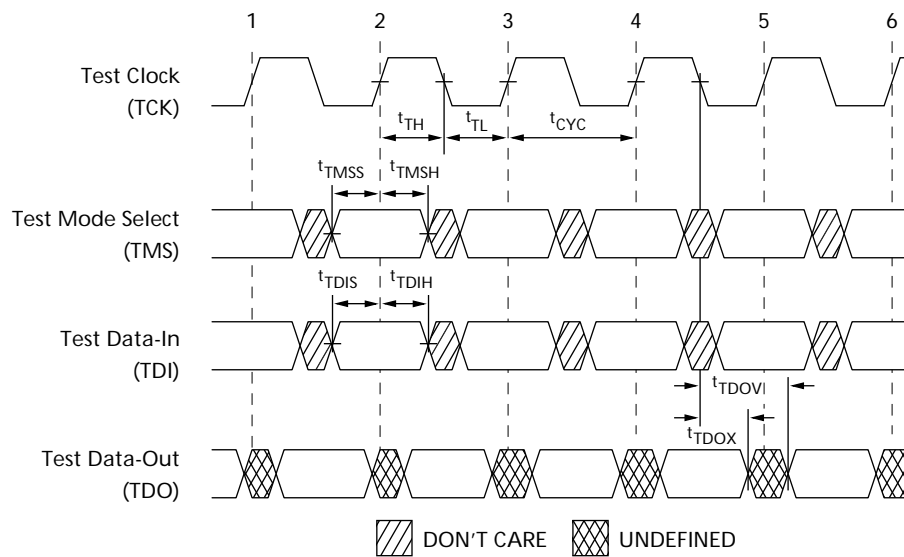 1 2 3 4 5 6
Test Clock
(TCK)
tTH tTL tCYC
tTMSS tTMSH
Test Mode Select
(TMS)
tTDIS tTDIH
Test Data-In
(TDI)
tTDOV
tTDOX
Test Data-Out
(TDO)
DON'T CARE UNDEFINED